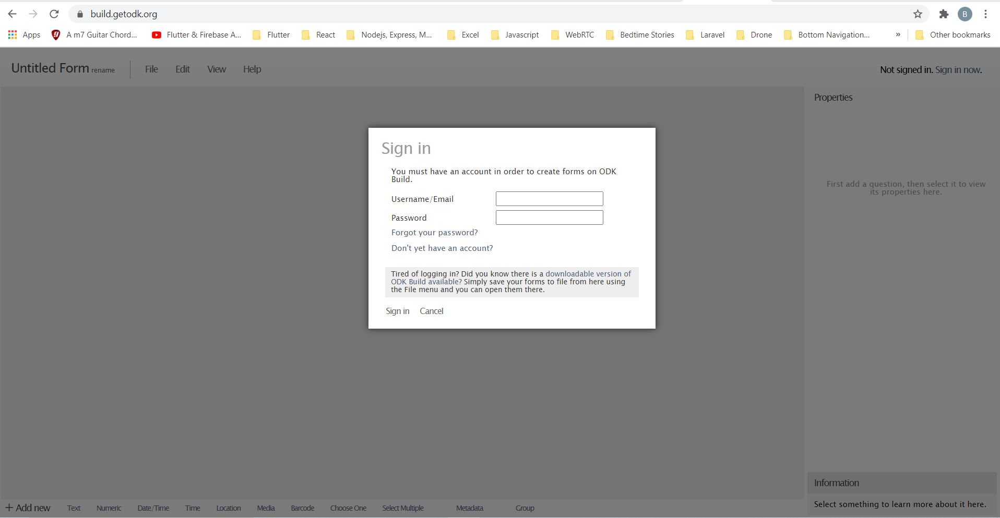 build.getodk.org
B
Apps
A m7 Guitar Chord...
Flutter & Firebase A...
Flutter
React
Nodejs, Express, M...
Excel
Javascript
WebRTC
Bedtime Stories
Laravel
Drone
Bottom Navigation...
»
Other bookmarks
Untitled Form rename
File
Edit
View
Help
Not signed in. Sign in now.
Properties
First add a question, then select it to view
its properties here.
Sign in
You must have an account in order to create forms on ODK
Build.
Username/Email
Password
Forgot your password?
Don't yet have an account?
Tired of logging in? Did you know there is a downloadable version of
ODK Build available? Simply save your forms to file from here using
the File menu and you can open them there.
Sign in
Cancel
Information
Select something to learn more about it here.
+ Add new
Text
Numeric
Date/Time
Time
Location
Media
Barcode
Choose One
Select Multiple
Metadata
Group